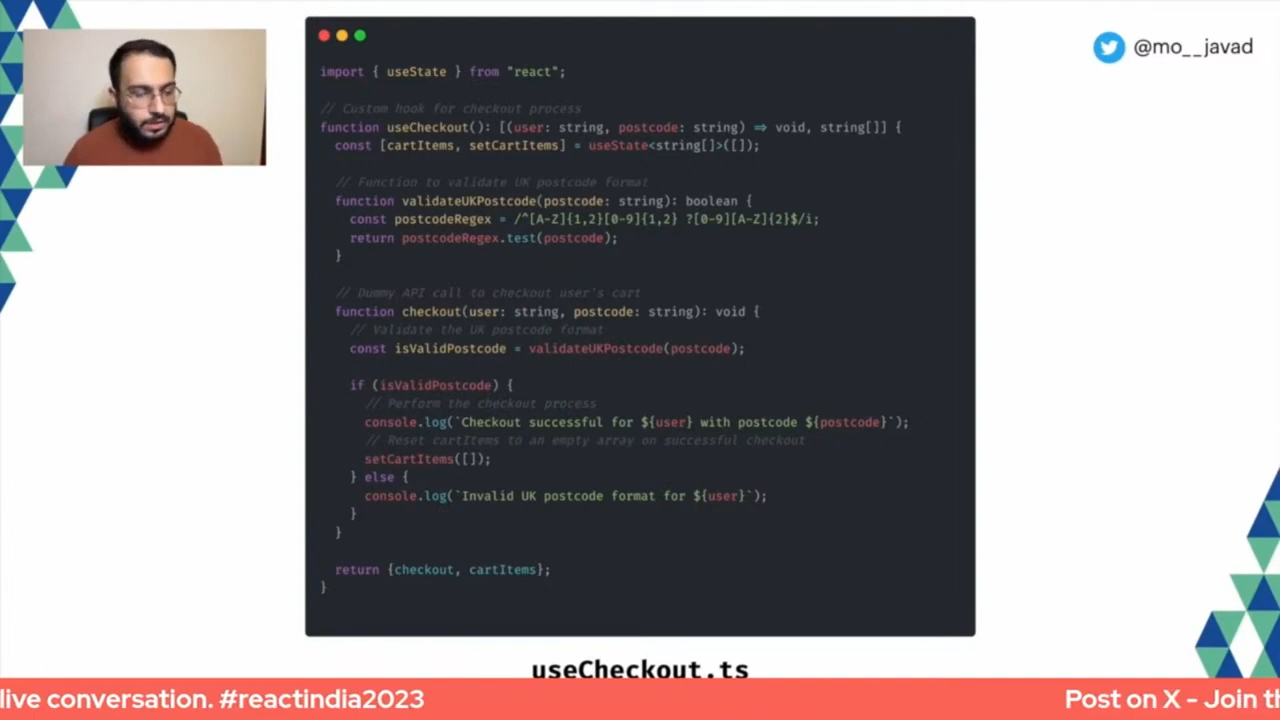 @mo__javad
import { useState } from "react";
// Custom hook for checkout process
function useCheckout(): [(user: string, postcode: string) => void, string[]] {
const [cartItems, setCartItems] = useState<string[]>([]);
// Function to validate UK postcode format
function validateUKPostcode(postcode: string): boolean {
const postcodeRegex = /^[A-Z]{1,2}[0-9]{1,2} ?[0-9][A-Z]{2}$/i;
return postcodeRegex.test(postcode);
}
// Dummy API call to checkout user's cart
function checkout(user: string, postcode: string): void {
// Validate the UK postcode format
const isValidPostcode = validateUKPostcode(postcode);
if (isValidPostcode) {
// Perform the checkout process
console.log(`Checkout successful for ${user} with postcode ${postcode}`);
// Reset cartItems to an empty array on successful checkout
setCartItems([]);
} else {
console.log(`Invalid UK postcode format for ${user}`);
}
}
return {checkout, cartItems};
}
useCheckout.ts
live conversation. #reactindia2023
Post on X - Join th